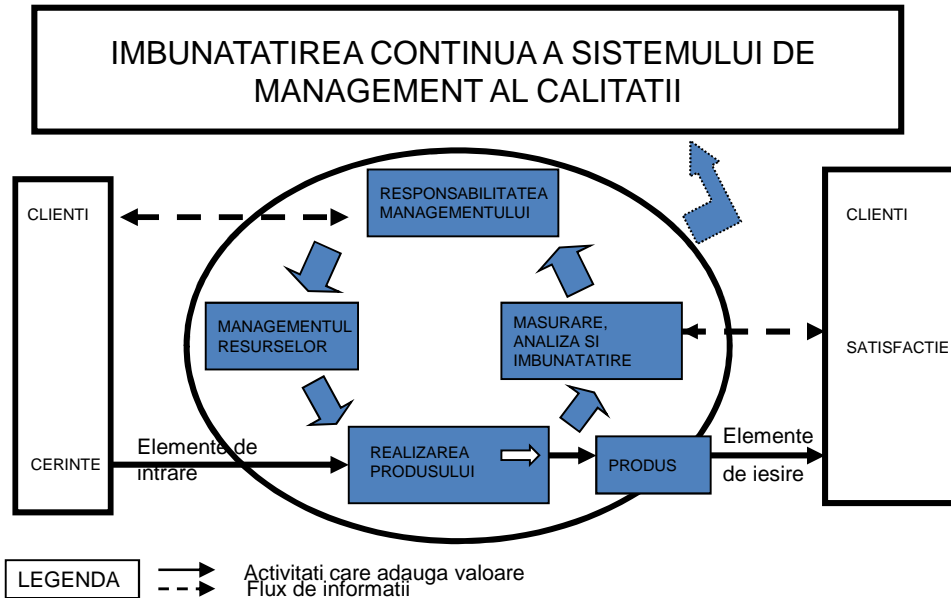 IMBUNATATIREA CONTINUA A SISTEMULUI DE
MANAGEMENT AL CALITATII
CLIENTI
RESPONSABILITATEA
MANAGEMENTULUI
CLIENTI
MANAGEMENTUL
RESURSELOR
MASURARE,
ANALIZA SI
IMBUNATATIRE
SATISFACTIE
CERINTE
Elemente de
intrare
REALIZAREA
PRODUSULUI
PRODUS
Elemente
de iesire
LEGENDA
Activitati care adauga valoare
Flux de informatii